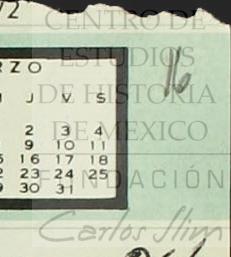 /2
CENTRO DE
ESTUDIOS
RZO
16
DE HISTORIA
J V S
DE MEXICO
2 3 4
9 10 11
16 17 18
FUNDACIÓN
23 24 25
30 31
Carlos Slim